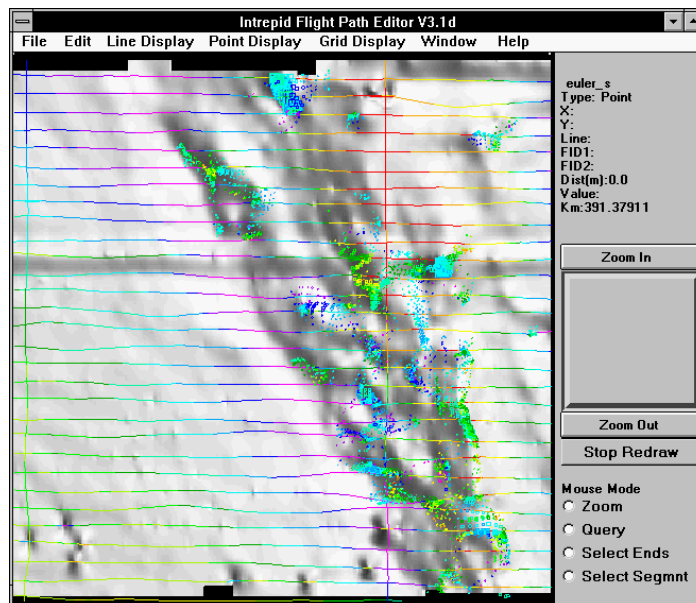 Intrepid Flight Path Editor V3.1d
File Edit Line Display Point Display Grid Display Window Help
euler_s
Type: Point
X:
Y:
Line:
FID1:
FID2:
Dist(m):0.0
Value:
Km:391.37911
Zoom In
Zoom Out
Stop Redraw
Mouse Mode
Zoom
Query
Select Ends
Select Segmnt